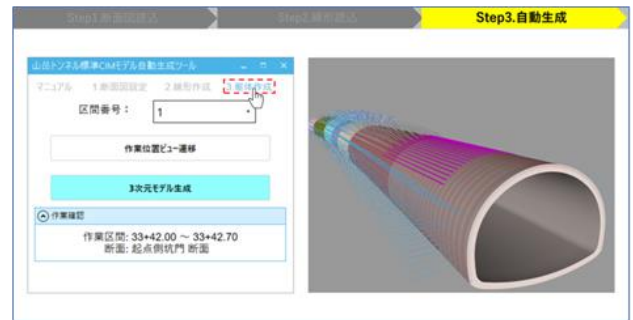 Step1.断面図読込
Step2.線形読込
Step3.自動生成
山岳トンネル標準CIMモデル自動生成ツール
マニュアル 1.断面図設定 2.線形作成 3.躯体作成
区間番号： 1
作業位置ビュー遷移
3次元モデル生成
作業確認
作業区間: 33+42.00 ～ 33+42.70
断面: 起点側坑門 断面